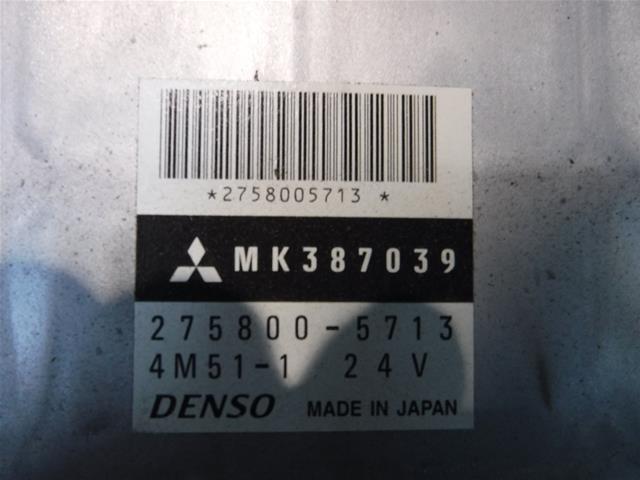 *2758005713 *
MK387039
275800-5713
4M51-1 24V
DENSO MADE IN JAPAN